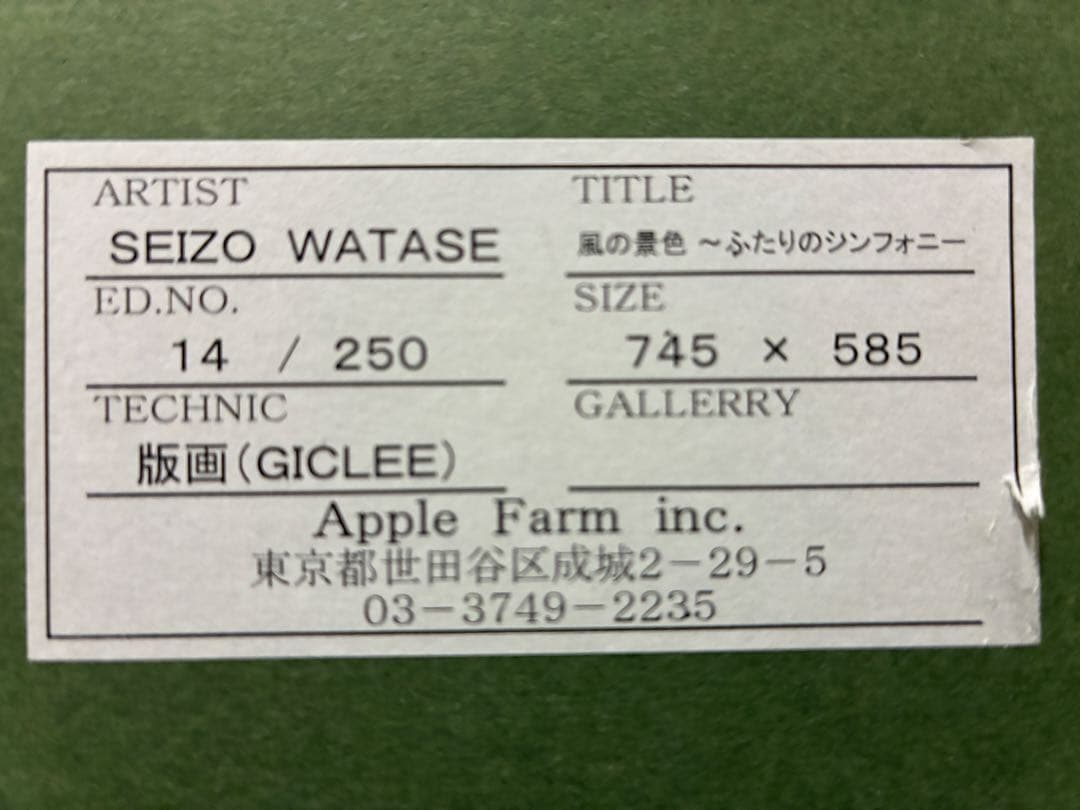 ARTIST
SEIZO WATASE
TITLE
風の景色 ～ふたりのシンフォニー
ED.NO.
14 / 250
SIZE
745 × 585
TECHNIC
版画(GICLEE)
GALLERRY
Apple Farm inc.
東京都世田谷区成城2－29－5
03－3749－2235